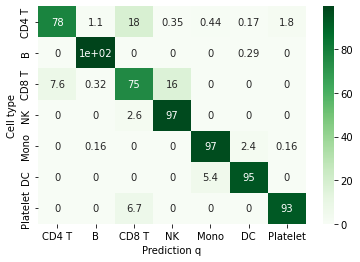 CD4 T 78 1.1 18 0.35 0.44 0.17 1.8
B 0 1e+02 0 0 0 0.29 0
CD8 T 7.6 0.32 75 16 0 0 0
NK 0 0 2.6 97 0 0 0
Mono 0 0.16 0 0 97 2.4 0.16
DC 0 0 0 0 5.4 95 0
Platelet 0 0 6.7 0 0 0 93
CD4 T B CD8 T NK Mono DC Platelet
Prediction q
Cell type
80
60
40
20
0